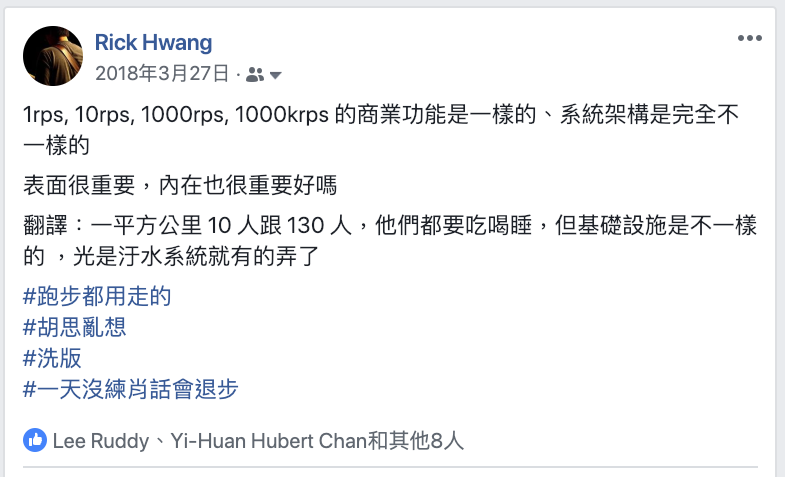 Rick Hwang
2018年3月27日 ·
1rps, 10rps, 1000rps, 1000krps 的商業功能是一樣的、系統架構是完全不
一樣的
表面很重要，內在也很重要好嗎
翻譯：一平方公里 10 人跟 130 人，他們都要吃喝睡，但基礎設施是不一樣
的 ，光是汙水系統就有的弄了
#跑步都用走的
#胡思亂想
#洗版
#一天沒練肖話會退步
Lee Ruddy、Yi-Huan Hubert Chan和其他8人